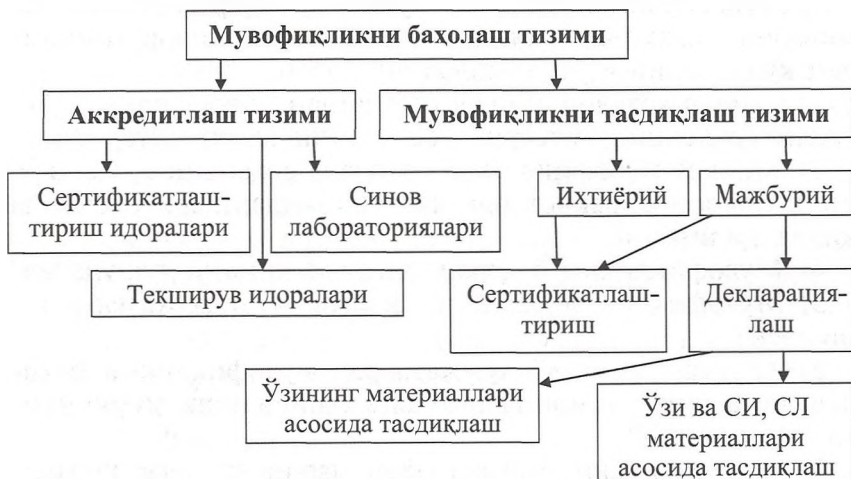 Мувофиқликни баҳолаш тизими
Аккредитлаш тизими
Мувофиқликни тасдиқлаш тизими
Сертификатлаш-
тириш идоралари
Синов
лабораториялари
Ихтиёрий
Мажбурий
Текширув идоралари
Сертификатлаш-
тириш
Декларация-
лаш
Ўзининг материаллари
асосида тасдиқлаш
Ўзи ва СИ, СЛ
материаллари
асосида тасдиқлаш